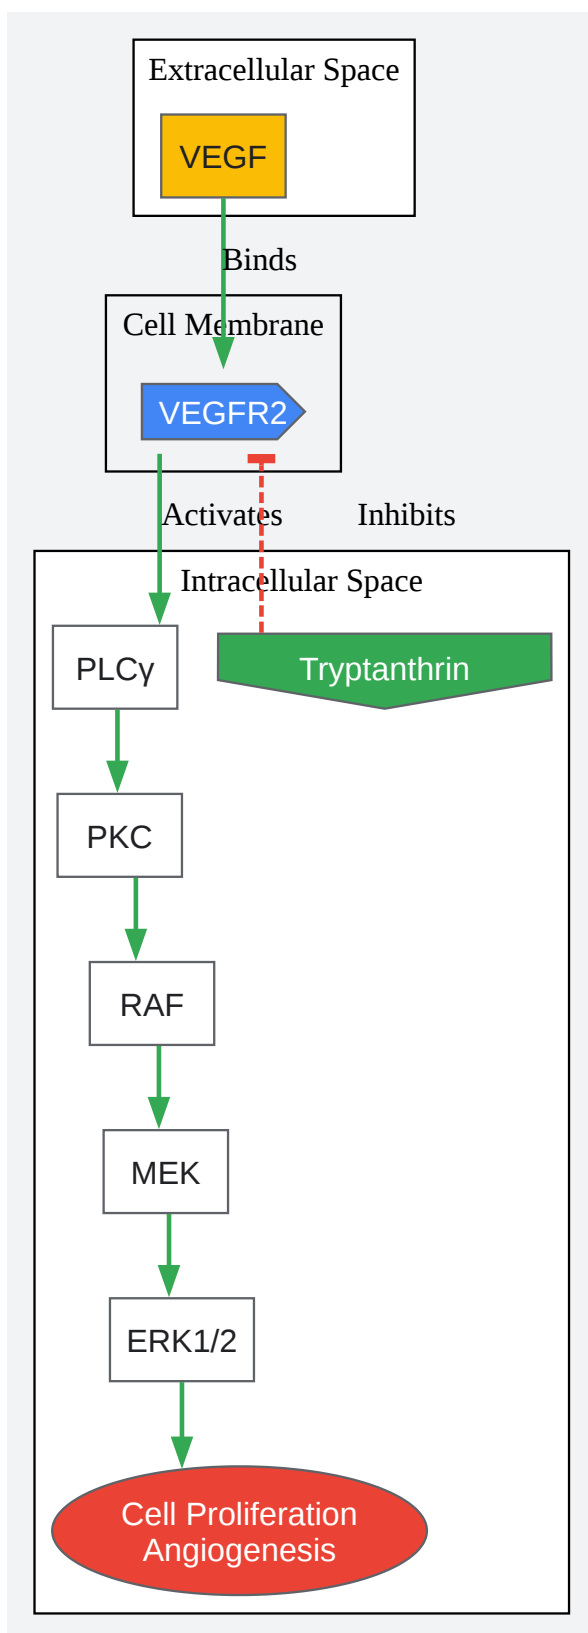 Extracellular Space
VEGF
Binds
Cell Membrane
VEGFR2
Activates
Inhibits
Intracellular Space
PLCγ
Tryptanthrin
PKC
RAF
MEK
ERK1/2
Cell Proliferation
Angiogenesis